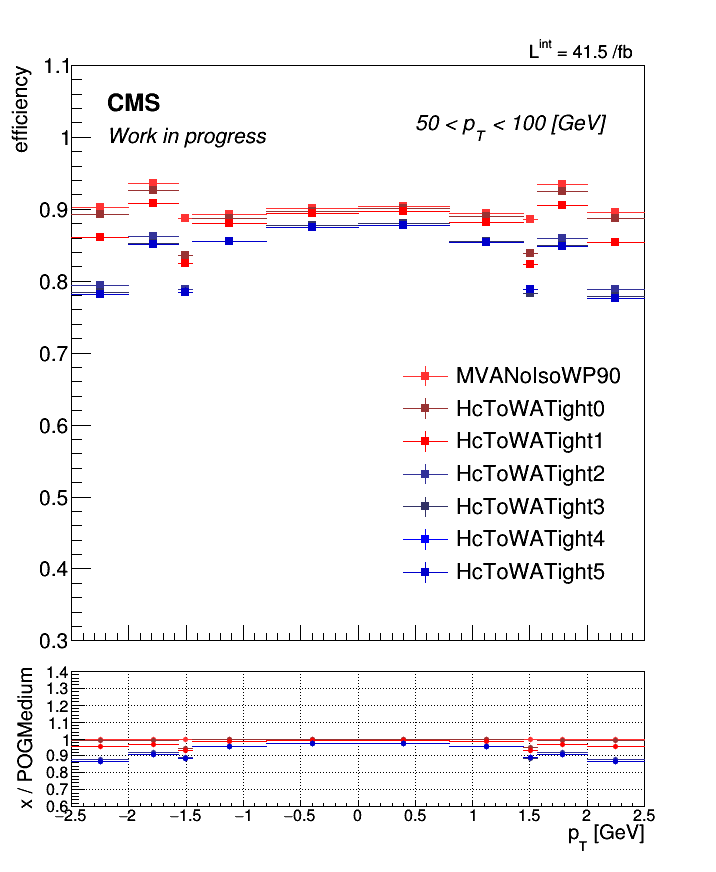 L^int = 41.5 /fb
efficiency
CMS
Work in progress
50 < p_T < 100 [GeV]
1.1
1
0.9
0.8
0.7
0.6
0.5
0.4
0.3
MVANoIsoWP90
HcToWATight0
HcToWATight1
HcToWATight2
HcToWATight3
HcToWATight4
HcToWATight5
x / POGMedium
1.4
1.3
1.2
1.1
1
0.9
0.8
0.7
0.6
−2.5 −2 −1.5 −1 −0.5 0 0.5 1 1.5 2 2.5
p_T [GeV]